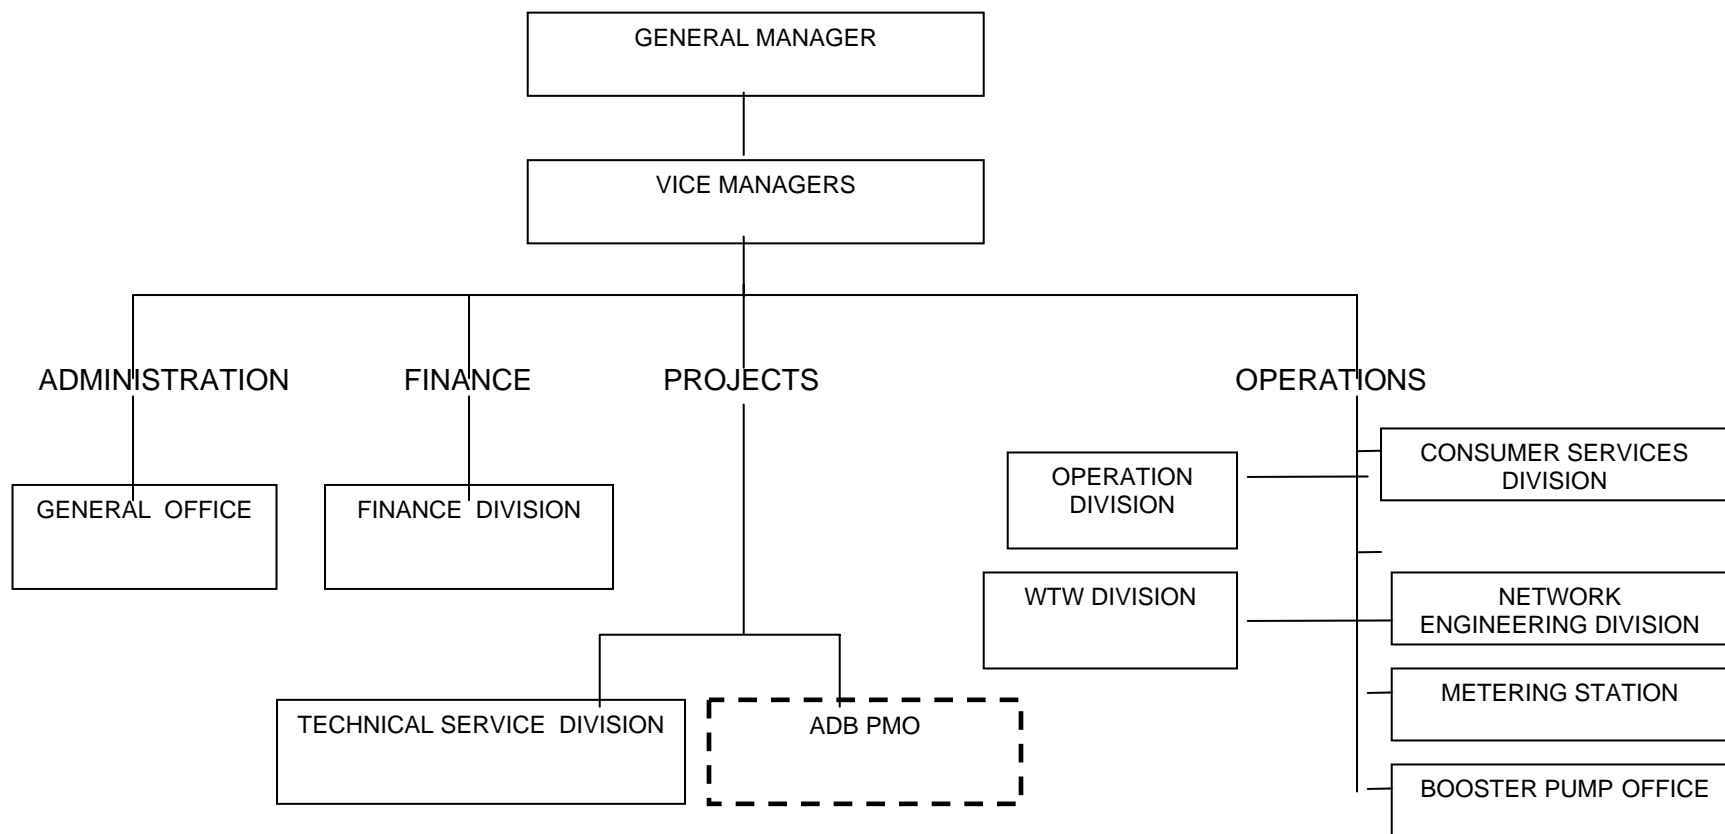 GENERAL MANAGER
VICE MANAGERS
ADMINISTRATION
FINANCE
PROJECTS
OPERATIONS
GENERAL OFFICE
FINANCE DIVISION
OPERATION
DIVISION
CONSUMER SERVICES
DIVISION
WTW DIVISION
NETWORK
ENGINEERING DIVISION
TECHNICAL SERVICE DIVISION
ADB PMO
METERING STATION
BOOSTER PUMP OFFICE